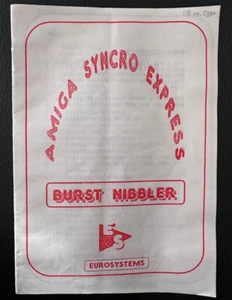 AMIGA SYNCRO EXPRESS
BURST NIBBLER
ES
EUROSYSTEMS